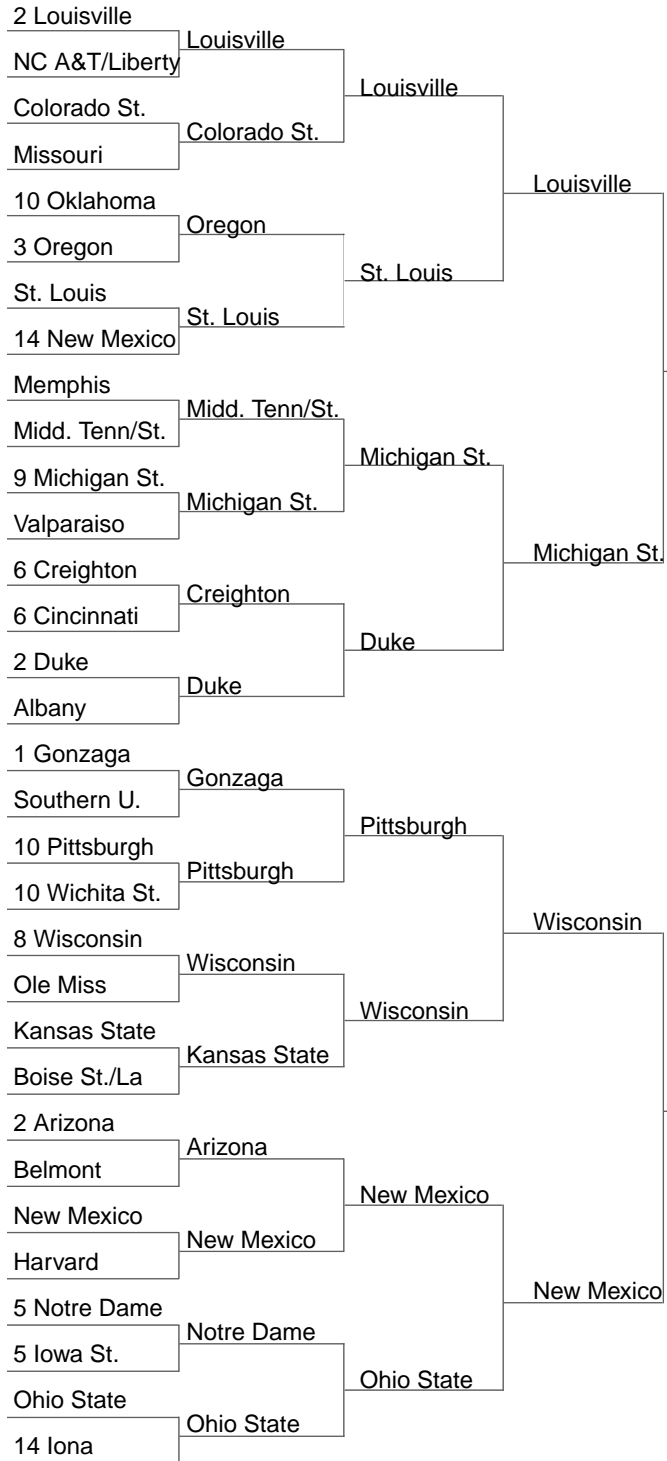 2 Louisville
NC A&T/Liberty
Colorado St.
Missouri
10 Oklahoma
3 Oregon
St. Louis
14 New Mexico
Memphis
Midd. Tenn/St.
9 Michigan St.
Valparaiso
6 Creighton
6 Cincinnati
2 Duke
Albany
1 Gonzaga
Southern U.
10 Pittsburgh
10 Wichita St.
8 Wisconsin
Ole Miss
Kansas State
Boise St./La
2 Arizona
Belmont
New Mexico
Harvard
5 Notre Dame
5 Iowa St.
Ohio State
14 Iona
Louisville
Colorado St.
Oregon
St. Louis
Midd. Tenn/St.
Michigan St.
Creighton
Duke
Gonzaga
Pittsburgh
Wisconsin
Kansas State
Arizona
New Mexico
Notre Dame
Ohio State
Louisville
St. Louis
Michigan St.
Duke
Pittsburgh
Wisconsin
New Mexico
Ohio State
Louisville
Michigan St.
Wisconsin
New Mexico